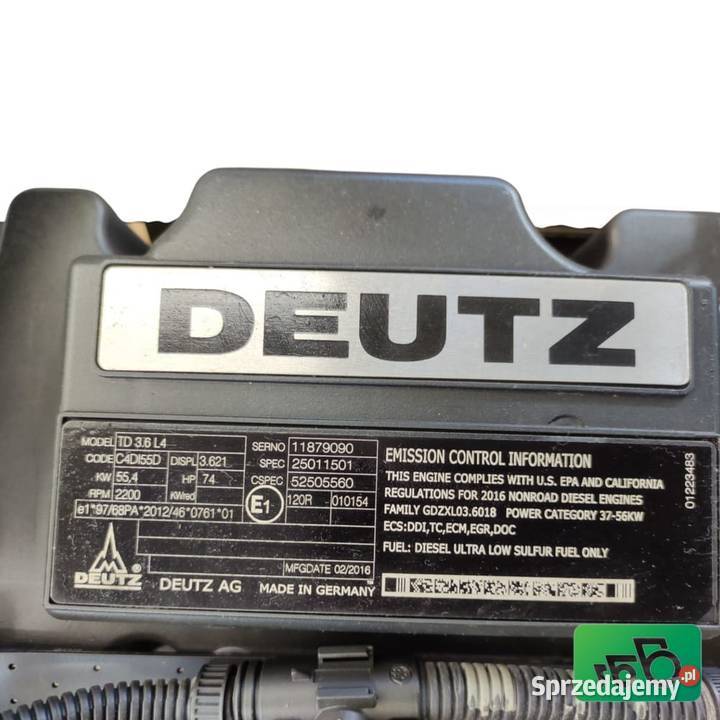 DEUTZ
MODEL TD 3.6 L4
CODE C4DI55D DISPL 3.621
KW 55,4 HP 74
RPM 2200 KWred
e1*97/68PA*2012/46*0761*01
SERNO 11879090
SPEC 25011501
CSPEC 52505560
E1 120R 010154
EMISSION CONTROL INFORMATION
THIS ENGINE COMPLIES WITH U.S. EPA AND CALIFORNIA
REGULATIONS FOR 2016 NONROAD DIESEL ENGINES
FAMILY GDZXL03.6018 POWER CATEGORY 37-56KW
ECS:DDI,TC,ECM,EGR,DOC
FUEL: DIESEL ULTRA LOW SULFUR FUEL ONLY
01223483
MFGDATE 02/2016
DEUTZ ®
DEUTZ AG MADE IN GERMANY
Sprzedajemy.pl